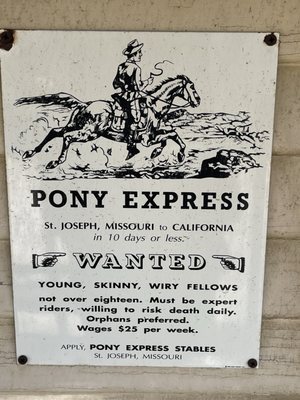 PONY EXPRESS
St. JOSEPH, MISSOURI to CALIFORNIA
in 10 days or less.
WANTED
YOUNG, SKINNY, WIRY FELLOWS
not over eighteen. Must be expert
riders, willing to risk death daily.
Orphans preferred.
Wages $25 per week.
APPLY, PONY EXPRESS STABLES
St. JOSEPH, MISSOURI